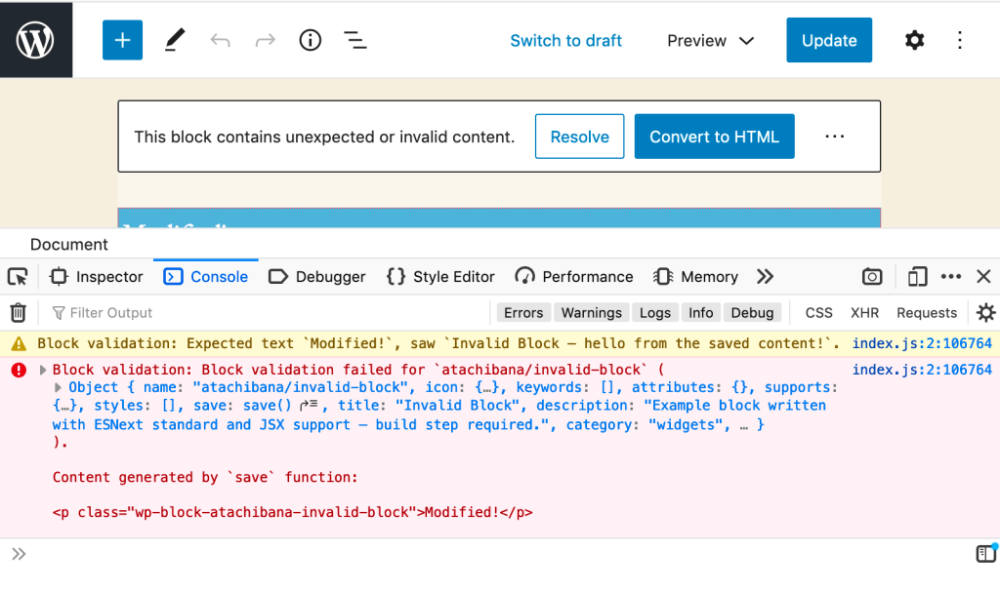 Switch to draft Preview Update
This block contains unexpected or invalid content. Resolve Convert to HTML ...
Document
Inspector Console Debugger Style Editor Performance Memory
Filter Output Errors Warnings Logs Info Debug CSS XHR Requests
Block validation: Expected text `Modified!`, saw `Invalid Block – hello from the saved content!`. index.js:2:106764
Block validation: Block validation failed for `atachibana/invalid-block` ( index.js:2:106764
Object { name: "atachibana/invalid-block", icon: {…}, keywords: [], attributes: {}, supports:
{…}, styles: [], save: save() , title: "Invalid Block", description: "Example block written
with ESNext standard and JSX support – build step required.", category: "widgets", … }
).
Content generated by `save` function:
<p class="wp-block-atachibana-invalid-block">Modified!</p>